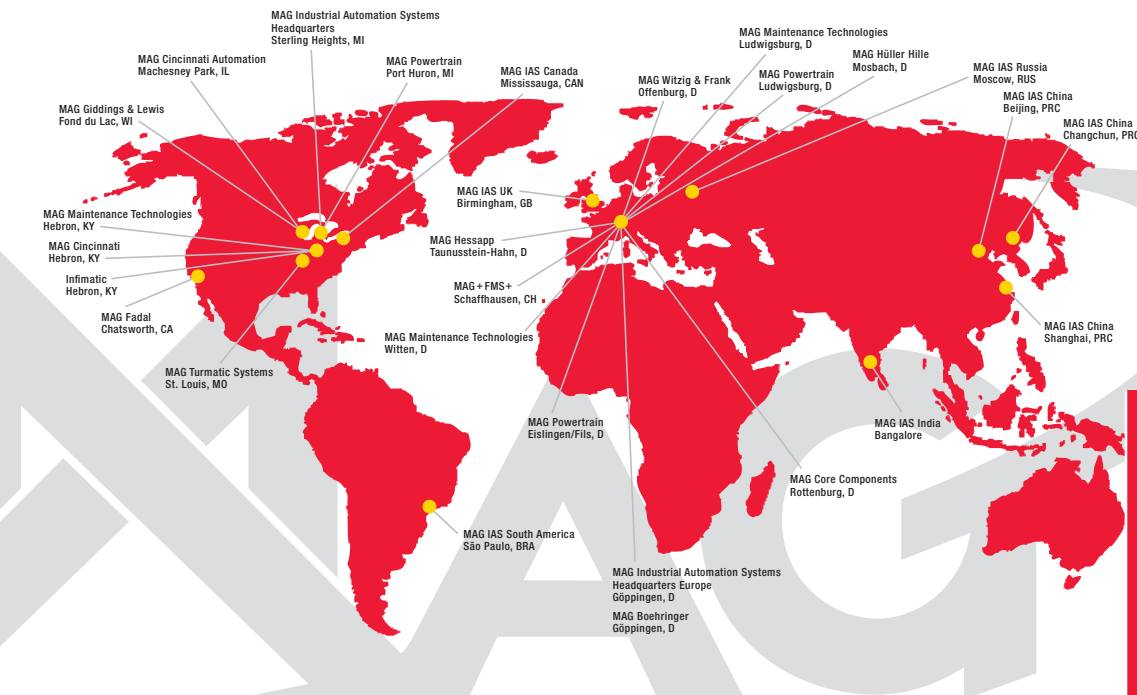 MAG Industrial Automation Systems
Headquarters
Sterling Heights, MI
MAG Cincinnati Automation
Machesney Park, IL
MAG Powertrain
Port Huron, MI
MAG IAS Canada
Mississauga, CAN
MAG Giddings & Lewis
Fond du Lac, WI
MAG Maintenance Technologies
Ludwigsburg, D
MAG Hüller Hille
Mosbach, D
MAG Witzig & Frank
Offenburg, D
MAG Powertrain
Ludwigsburg, D
MAG IAS Russia
Moscow, RUS
MAG IAS China
Beijing, PRC
MAG IAS China
Changchun, PRC
MAG IAS UK
Birmingham, GB
MAG Maintenance Technologies
Hebron, KY
MAG Cincinnati
Hebron, KY
Infimatic
Hebron, KY
MAG Fadal
Chatsworth, CA
MAG Hessapp
Taunusstein-Hahn, D
MAG+FMS+
Schaffhausen, CH
MAG Maintenance Technologies
Witten, D
MAG Turmatic Systems
St. Louis, MO
MAG IAS China
Shanghai, PRC
MAG Powertrain
Eislingen/Fils, D
MAG IAS India
Bangalore
MAG Core Components
Rottenburg, D
MAG IAS South America
São Paulo, BRA
MAG Industrial Automation Systems
Headquarters Europe
Göppingen, D
MAG Boehringer
Göppingen, D
MAG